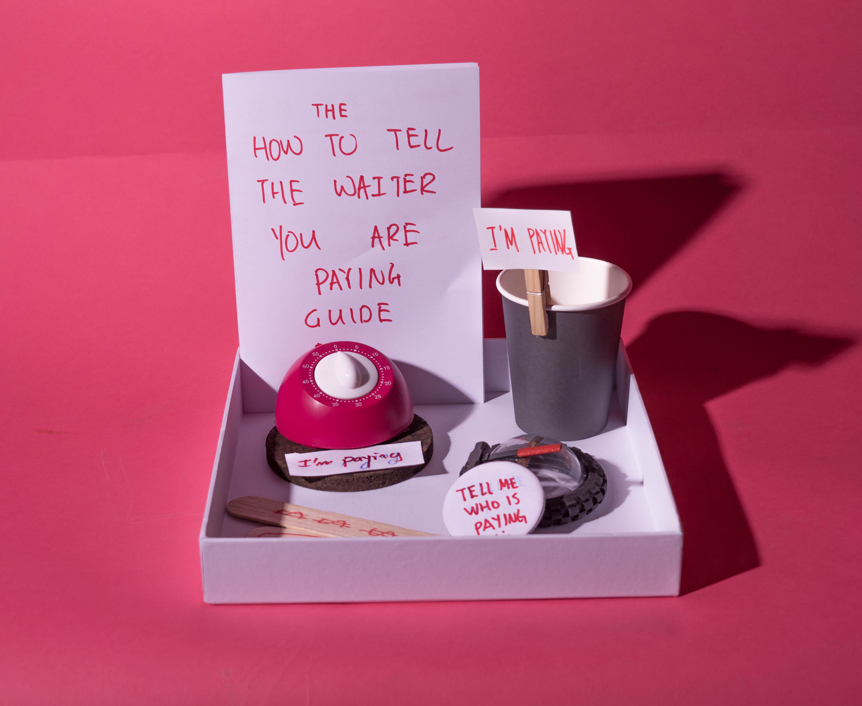 THE
HOW TO TELL
THE WAITER
YOU ARE
PAYING
GUIDE
I'M PAYING
I'm paying
TELL ME
WHO IS
PAYING